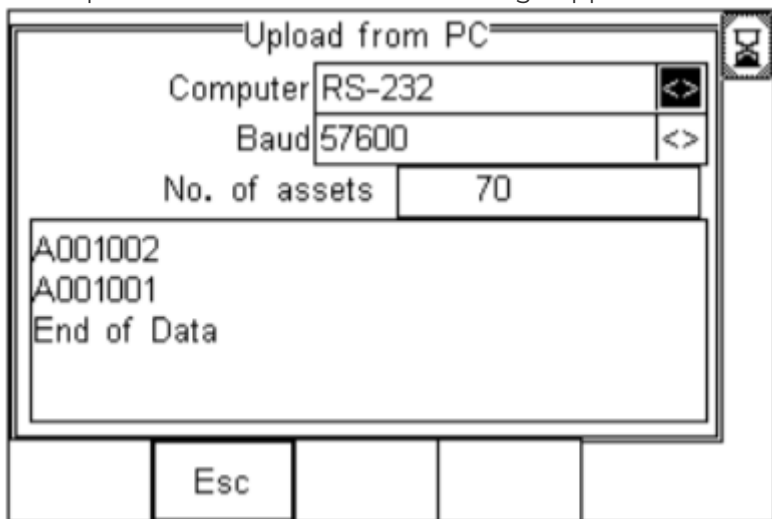 Upload from PC
Computer RS-232 <>
Baud 57600 <>
No. of assets 70
A001002
A001001
End of Data
Esc